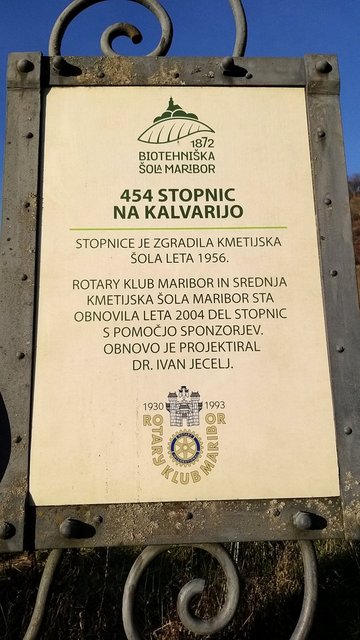 1872
BIOTEHNIŠKA
ŠOLA MARIBOR
454 STOPNIC
NA KALVARIJO
STOPNICE JE ZGRADILA KMETIJSKA
ŠOLA LETA 1956.
ROTARY KLUB MARIBOR IN SREDNJA
KMETIJSKA ŠOLA MARIBOR STA
OBNOVILA LETA 2004 DEL STOPNIC
S POMOČJO SPONZORJEV.
OBNOVO JE PROJEKTIRAL
DR. IVAN JECELJ.
1930 1993
ROTARY KLUB MARIBOR